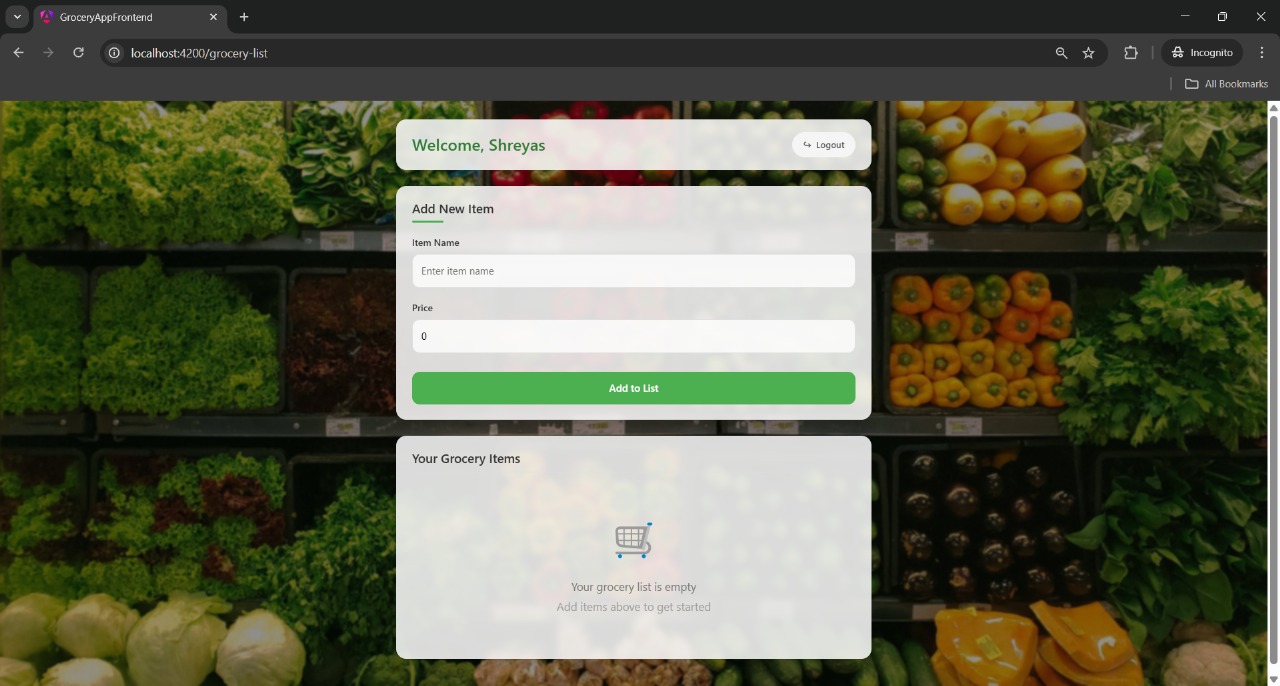 GroceryAppFrontend
localhost:4200/grocery-list
Incognito
All Bookmarks
Welcome, Shreyas
Logout
Add New Item
Item Name
Enter item name
Price
0
Add to List
Your Grocery Items
Your grocery list is empty
Add items above to get started